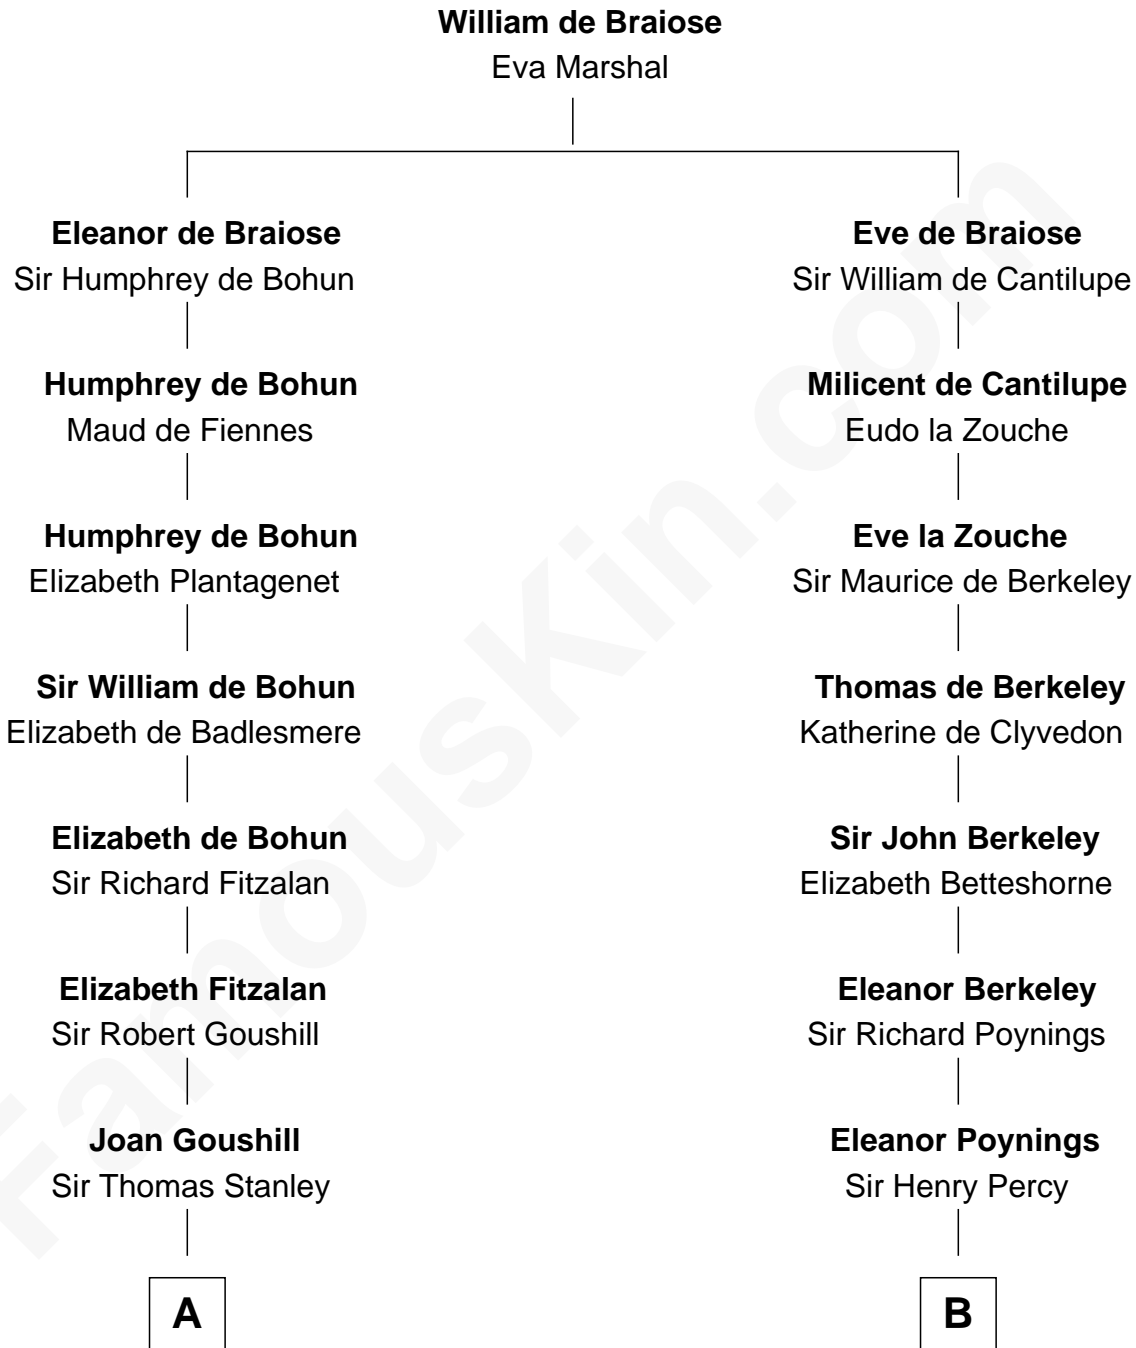 William de Braiose
Eva Marshal
Eleanor de Braiose
Sir Humphrey de Bohun
Eve de Braiose
Sir William de Cantilupe
Humphrey de Bohun
Maud de Fiennes
Milicent de Cantilupe
Eudo la Zouche
Humphrey de Bohun
Elizabeth Plantagenet
Eve la Zouche
Sir Maurice de Berkeley
Sir William de Bohun
Elizabeth de Badlesmere
Thomas de Berkeley
Katherine de Clyvedon
Elizabeth de Bohun
Sir Richard Fitzalan
Sir John Berkeley
Elizabeth Betteshorne
Elizabeth Fitzalan
Sir Robert Goushill
Eleanor Berkeley
Sir Richard Poynings
Joan Goushill
Sir Thomas Stanley
Eleanor Poynings
Sir Henry Percy
A
B
FamousKin.com